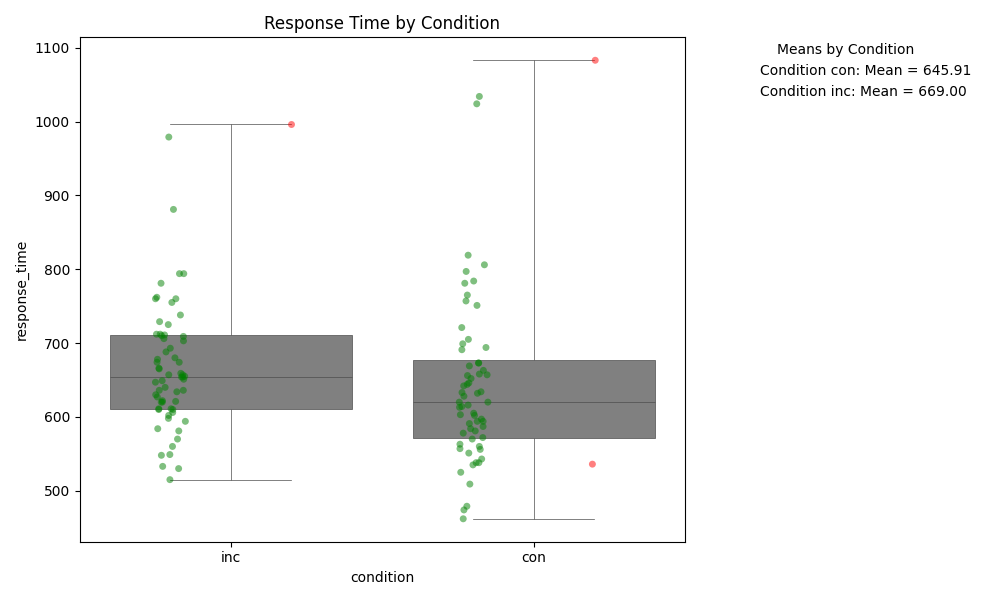 Response Time by Condition
Means by Condition
Condition con: Mean = 645.91
Condition inc: Mean = 669.00
response_time
1100
1000
900
800
700
600
500
inc con
condition